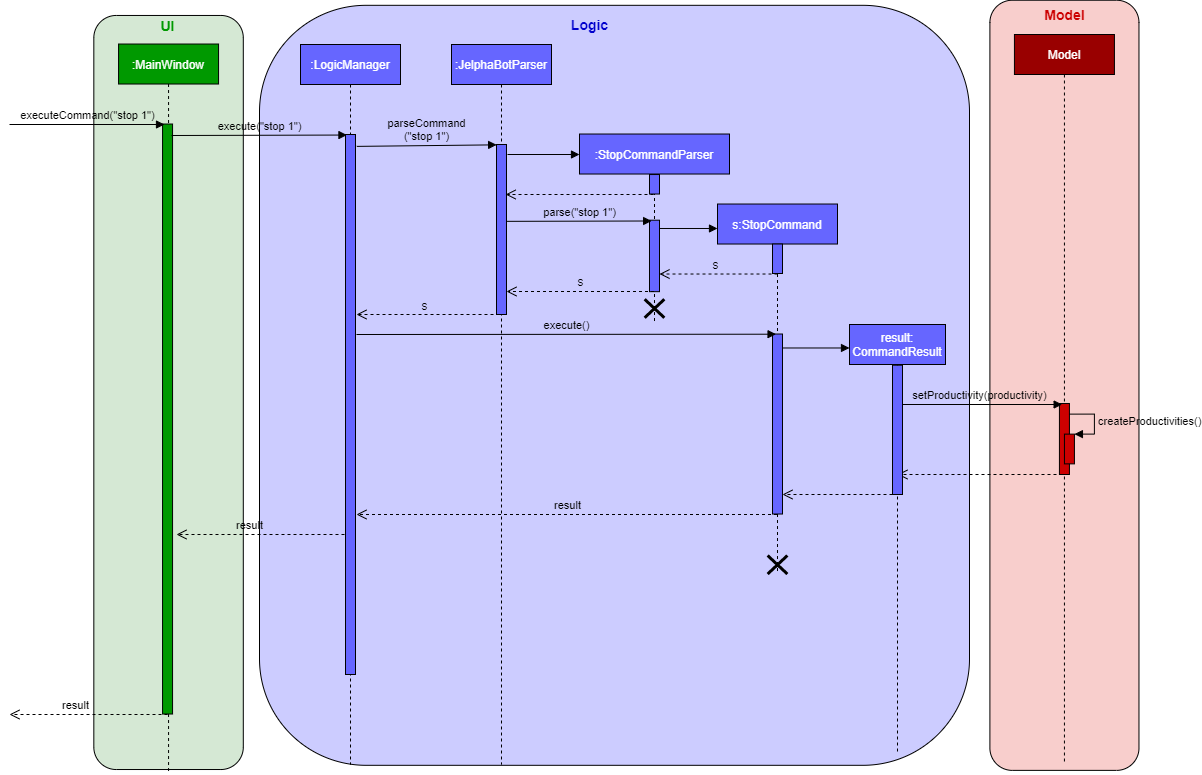 UI
Logic
Model
:MainWindow
:LogicManager
:JelphaBotParser
Model
executeCommand("stop 1")
execute("stop 1")
parseCommand
("stop 1")
:StopCommandParser
parse("stop 1")
s:StopCommand
s
s
s
execute()
result:
CommandResult
setProductivity(productivity)
createProductivities()
result
result
result